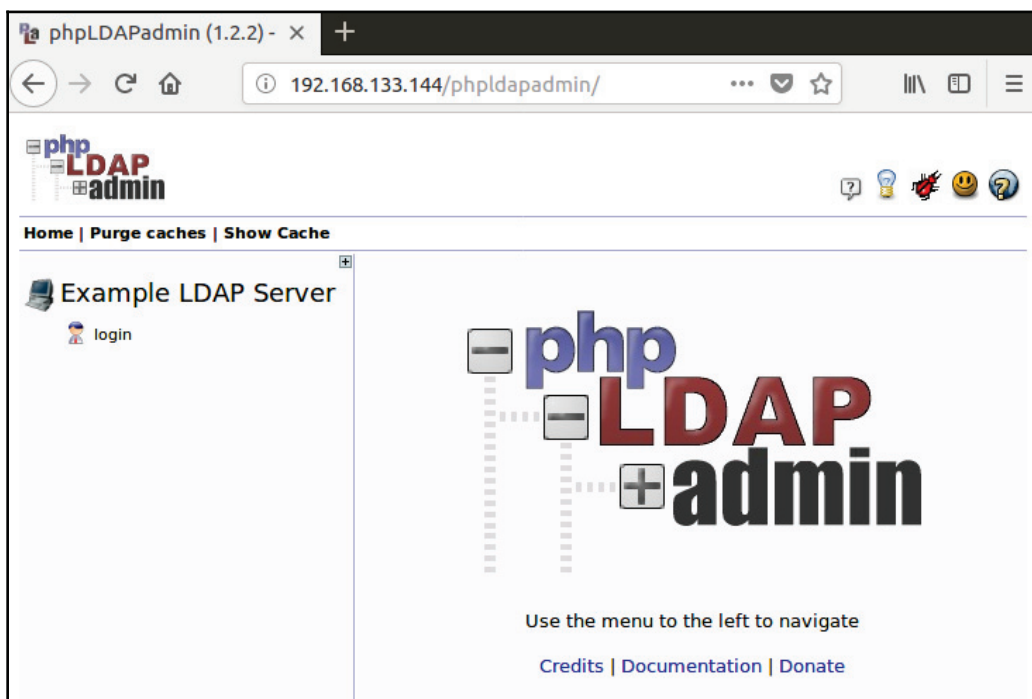 phpLDAPadmin (1.2.2) -
192.168.133.144/phpldapadmin/
php
LDAP
admin
Home | Purge caches | Show Cache
Example LDAP Server
login
php
LDAP
admin
Use the menu to the left to navigate
Credits | Documentation | Donate